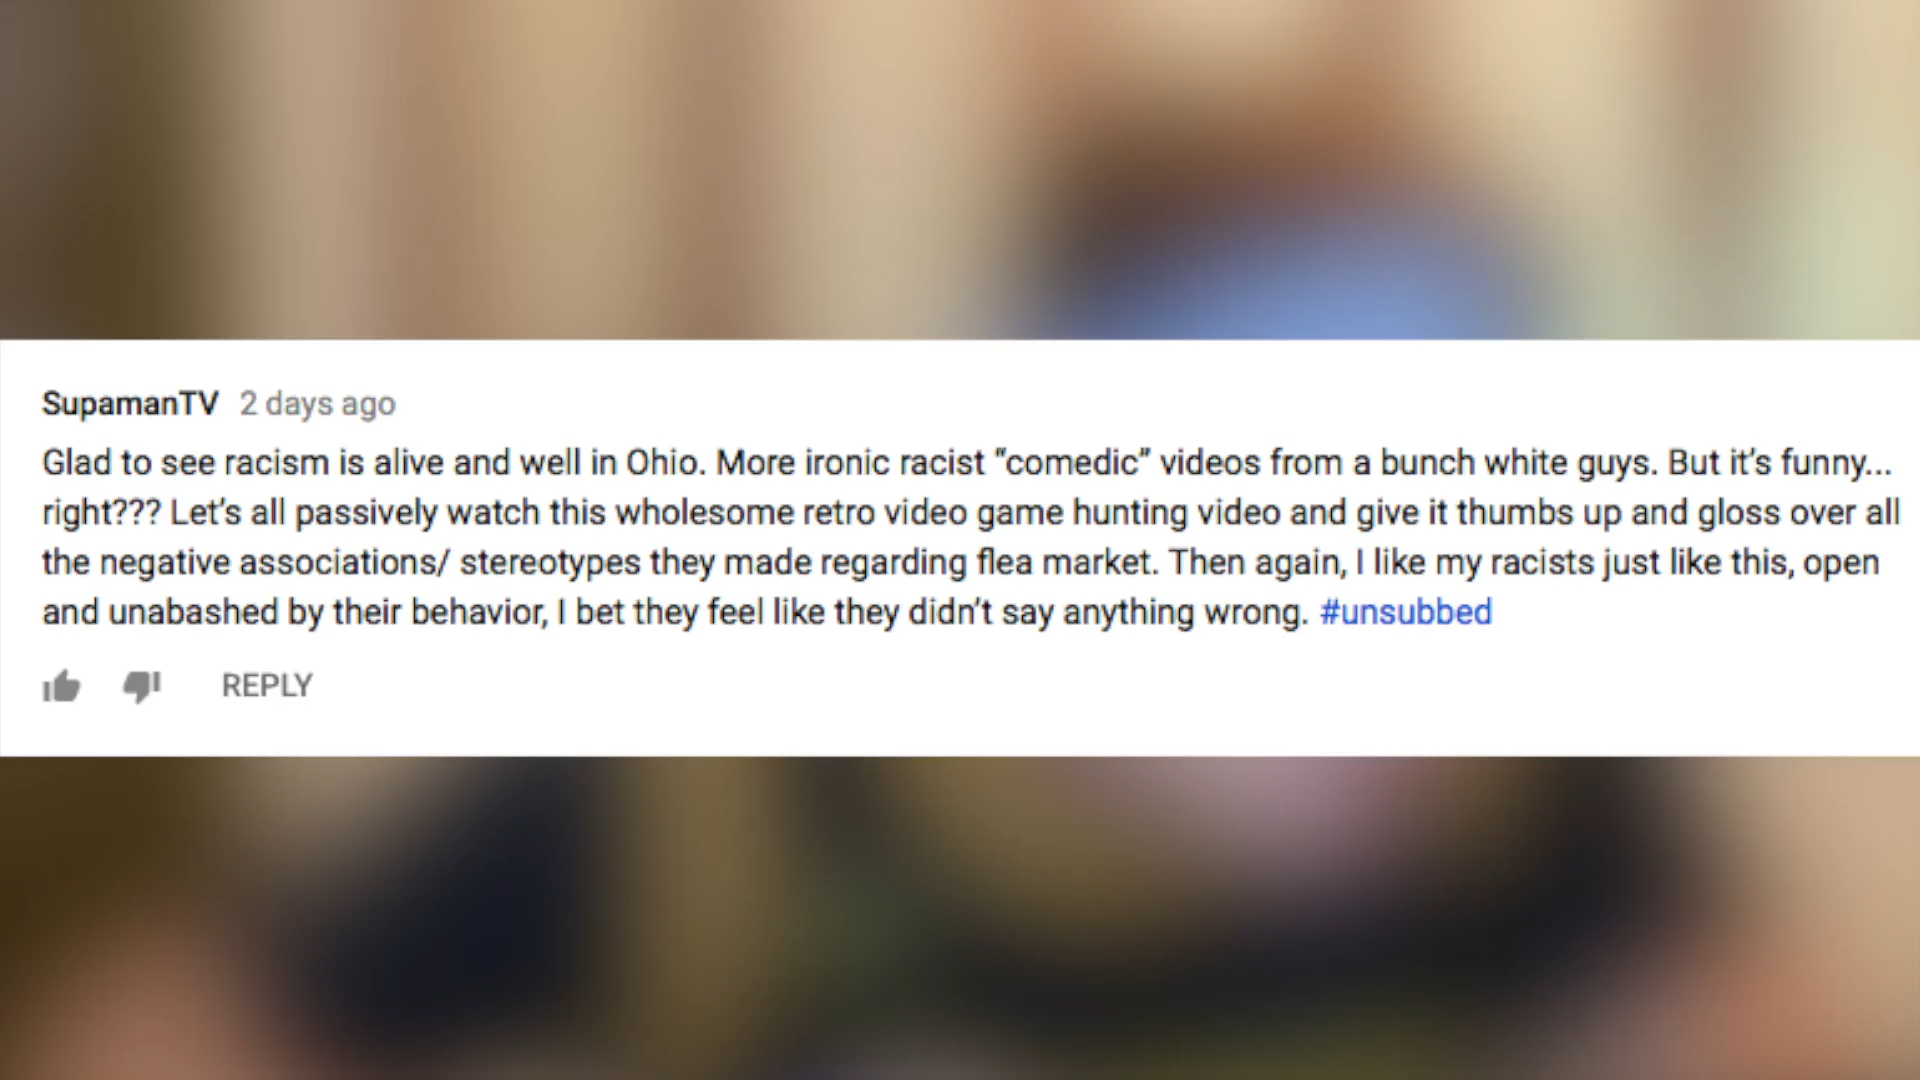 SupamanTV 2 days ago
Glad to see racism is alive and well in Ohio. More ironic racist “comedic” videos from a bunch white guys. But it’s funny...
right??? Let’s all passively watch this wholesome retro video game hunting video and give it thumbs up and gloss over all
the negative associations/ stereotypes they made regarding flea market. Then again, I like my racists just like this, open
and unabashed by their behavior, I bet they feel like they didn’t say anything wrong. #unsubbed
REPLY